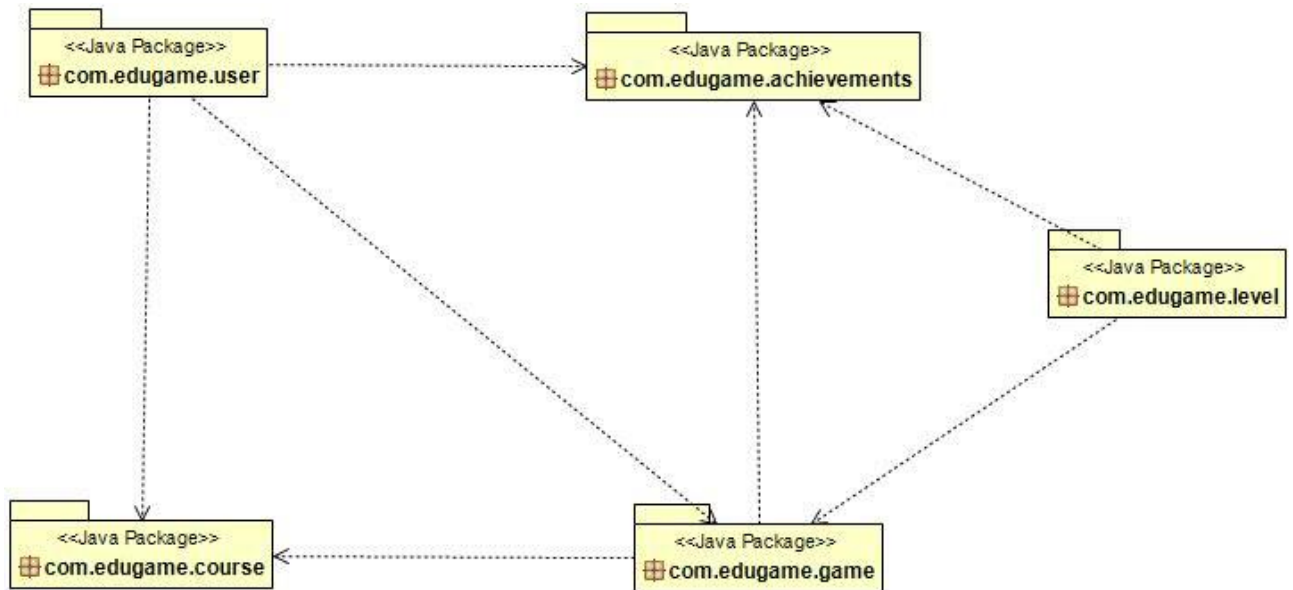 <<Java Package>>
com.edugame.user
<<Java Package>>
com.edugame.achievements
<<Java Package>>
com.edugame.level
<<Java Package>>
com.edugame.course
<<Java Package>>
com.edugame.game